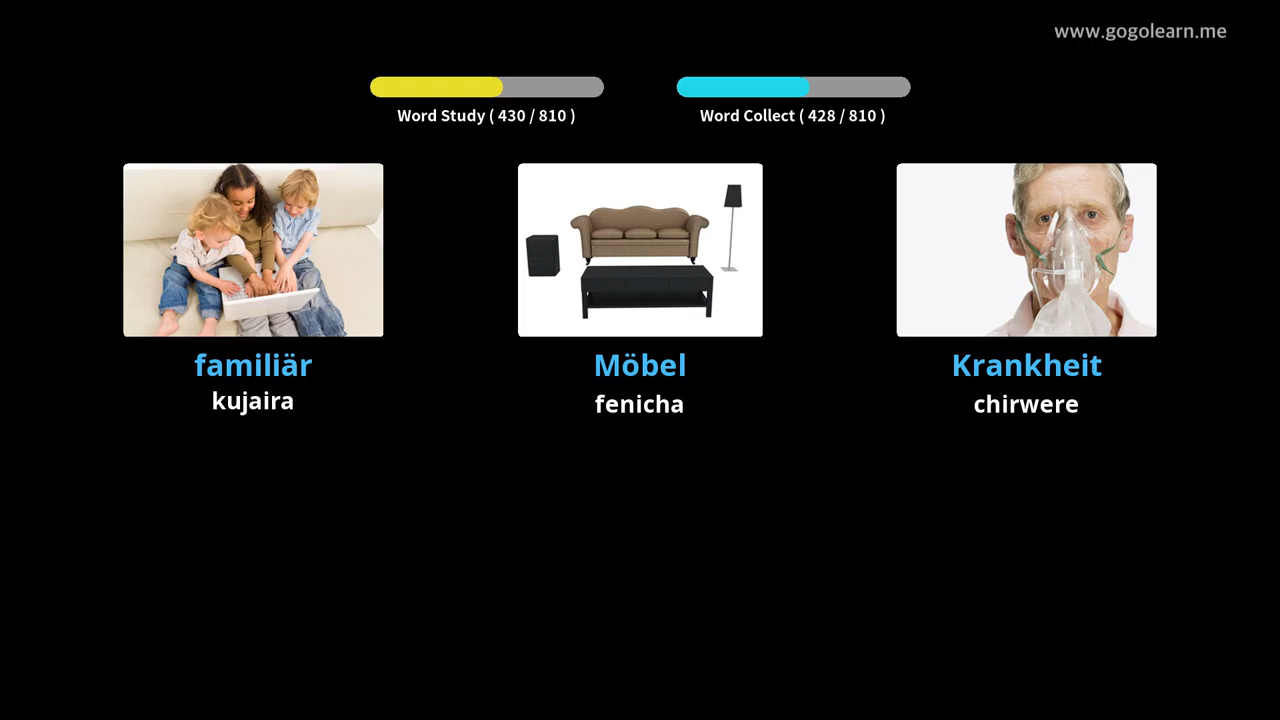 www.gogolearn.me
Word Study ( 430 / 810 )
Word Collect ( 428 / 810 )
familiär
kujaira
Möbel
fenicha
Krankheit
chirwere